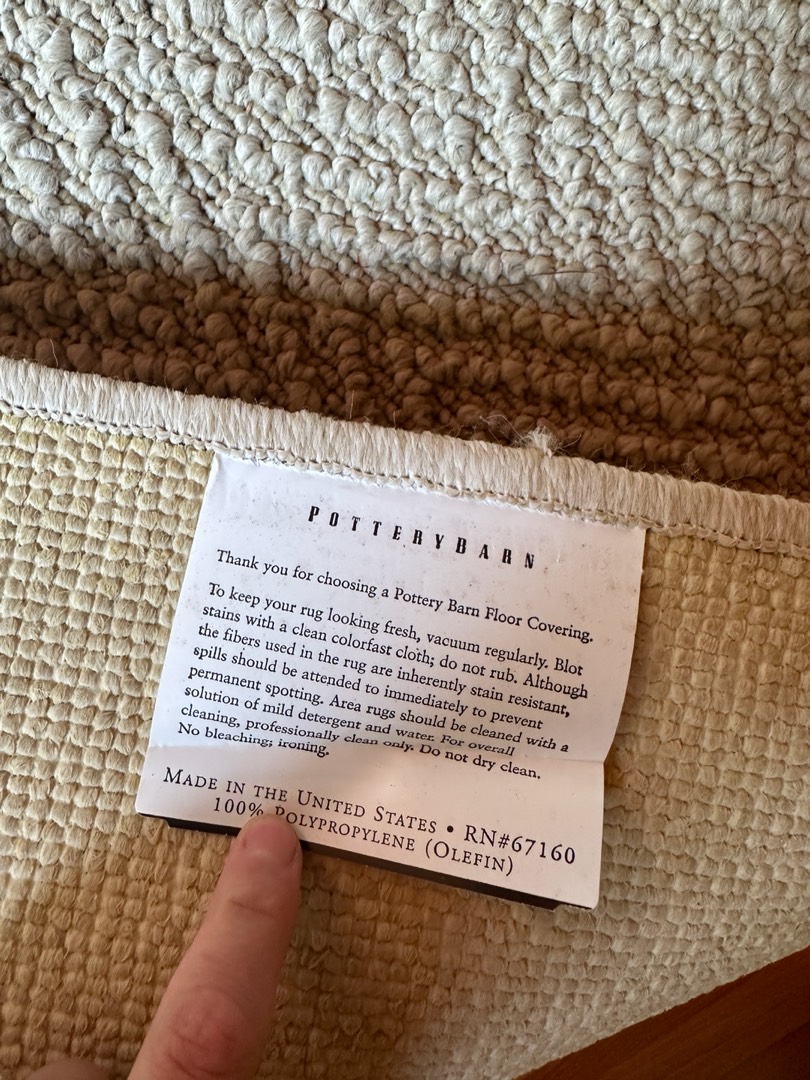 POTTERYBARN
Thank you for choosing a Pottery Barn Floor Covering.
To keep your rug looking fresh, vacuum regularly. Blot
stains with a clean colorfast cloth; do not rub. Although
the fibers used in the rug are inherently stain resistant,
spills should be attended to immediately to prevent
permanent spotting. Area rugs should be cleaned with a
solution of mild detergent and water. For overall
cleaning, professionally clean only. Do not dry clean.
No bleaching; ironing.
MADE IN THE UNITED STATES • RN#67160
100% POLYPROPYLENE (OLEFIN)